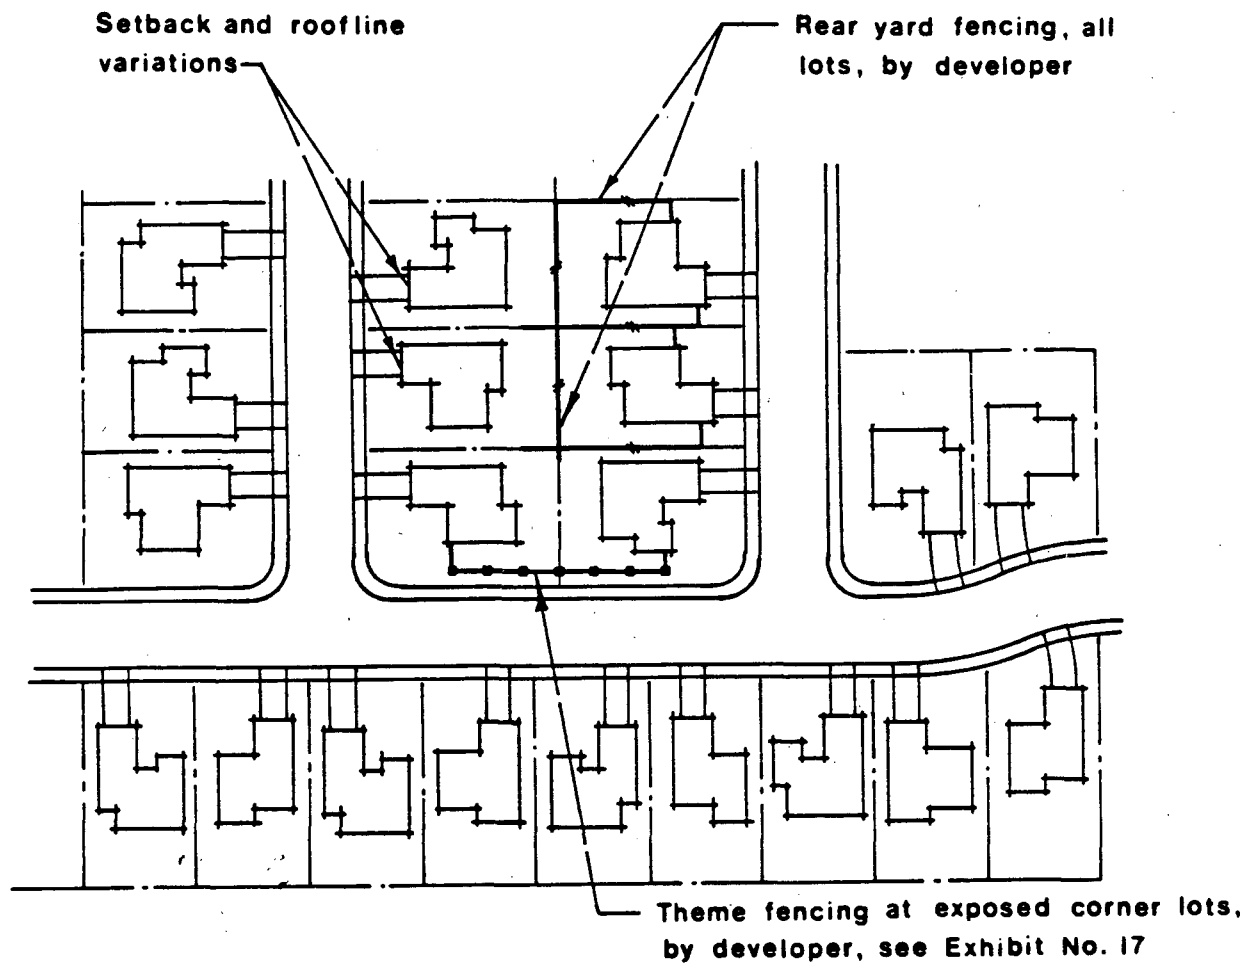 Setback and roofline
variations
Rear yard fencing, all
lots, by developer
Theme fencing at exposed corner lots,
by developer, see Exhibit No. 17